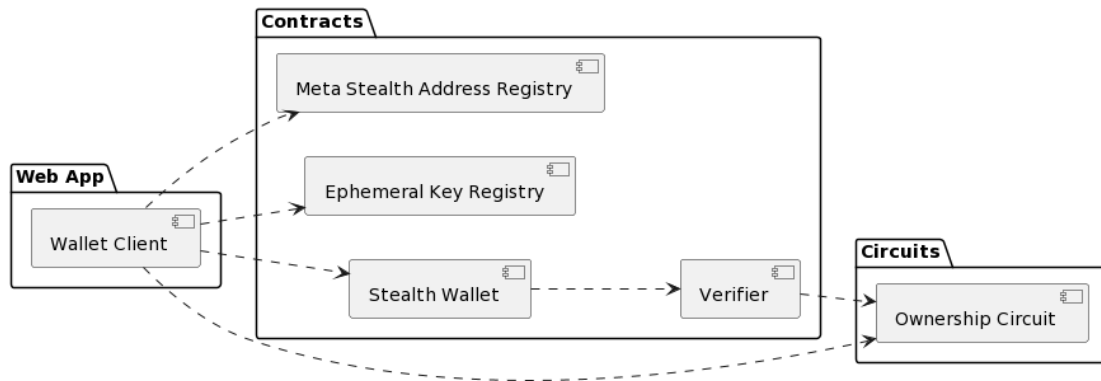 Contracts
Meta Stealth Address Registry
Ephemeral Key Registry
Web App
Wallet Client
Stealth Wallet
Verifier
Circuits
Ownership Circuit